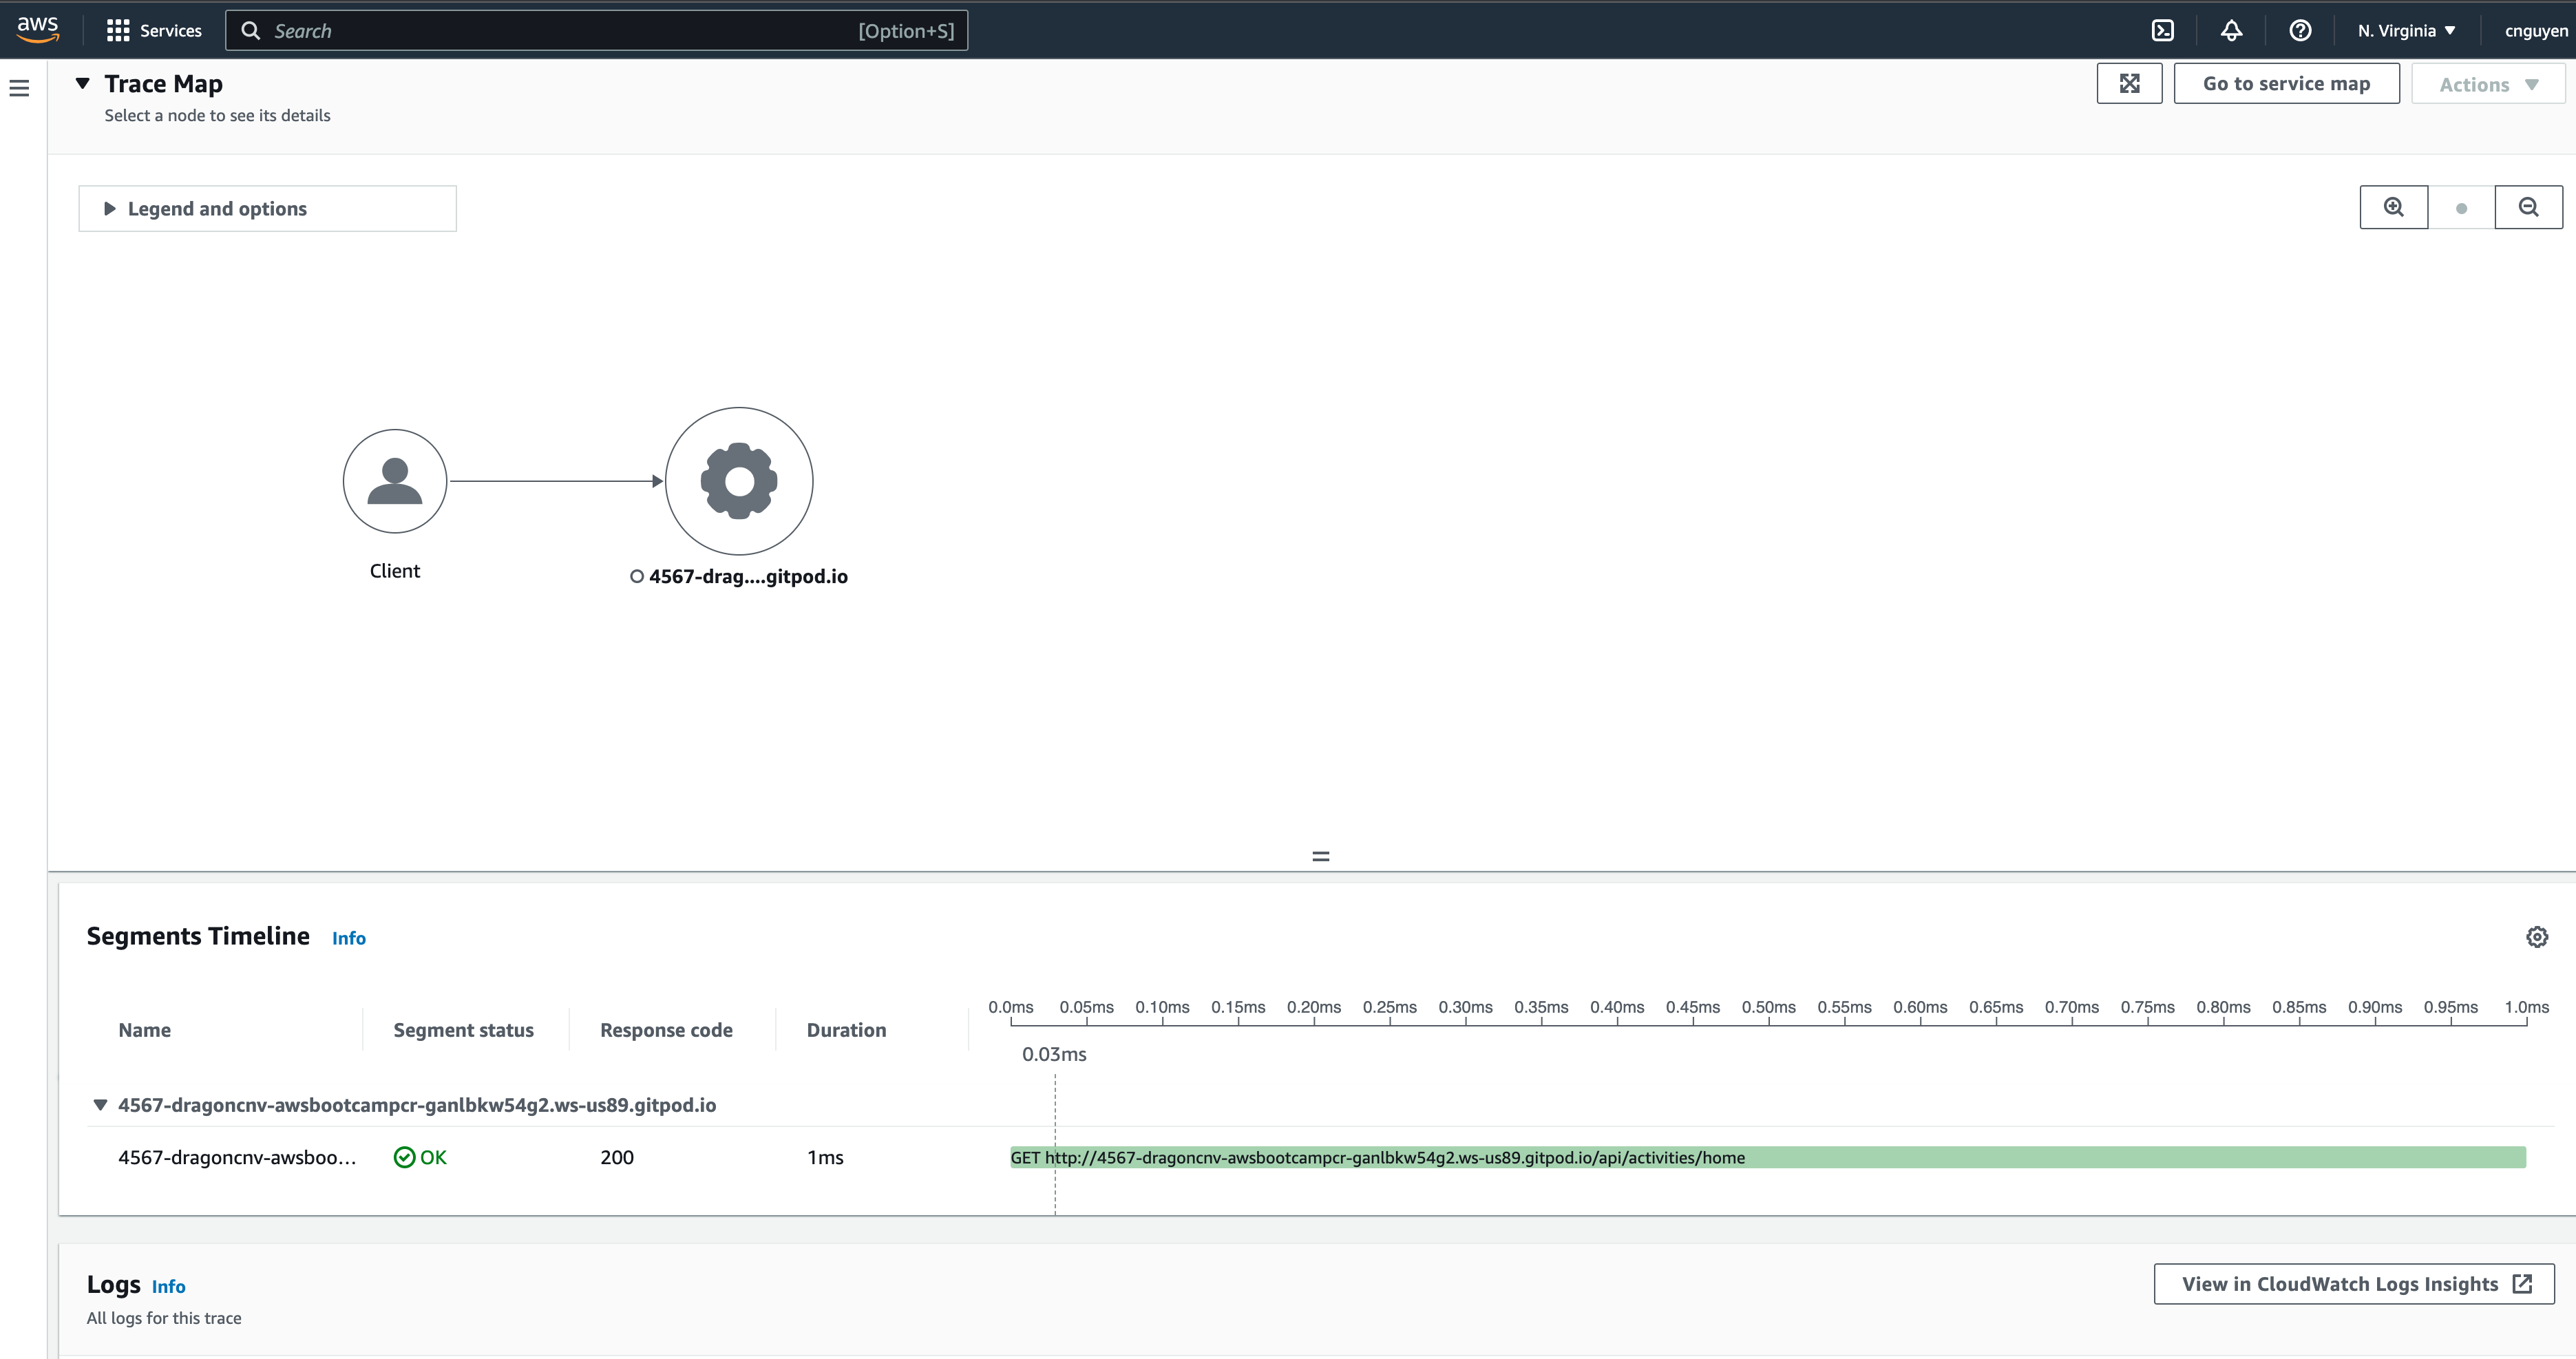 aws Services Search [Option+S] N. Virginia cnguyen
Trace Map
Select a node to see its details
Go to service map
Actions
Legend and options
Client
4567-drag....gitpod.io
Segments Timeline Info
0.0ms 0.05ms 0.10ms 0.15ms 0.20ms 0.25ms 0.30ms 0.35ms 0.40ms 0.45ms 0.50ms 0.55ms 0.60ms 0.65ms 0.70ms 0.75ms 0.80ms 0.85ms 0.90ms 0.95ms 1.0ms
Name Segment status Response code Duration
0.03ms
4567-dragoncnv-awsbootcampcr-ganlbkw54g2.ws-us89.gitpod.io
4567-dragoncnv-awsboo... OK 200 1ms GET http://4567-dragoncnv-awsbootcampcr-ganlbkw54g2.ws-us89.gitpod.io/api/activities/home
Logs Info
View in CloudWatch Logs Insights
All logs for this trace